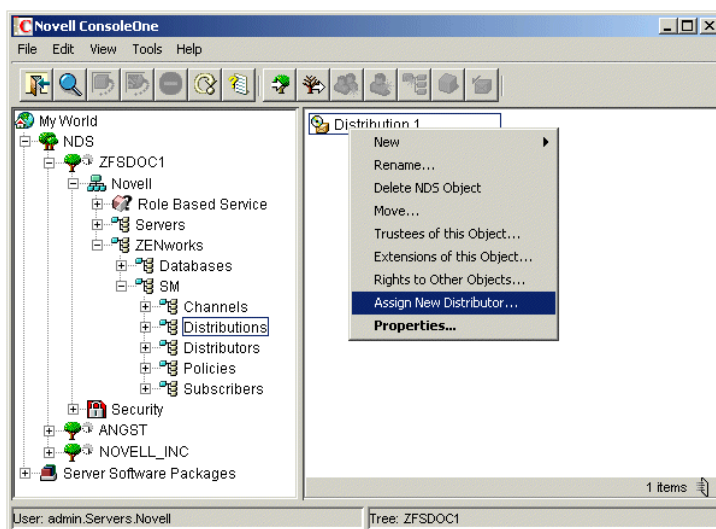 Novell ConsoleOne
File Edit View Tools Help
My World
NDS
ZFSDOC1
Novell
Role Based Service
Servers
ZENworks
Databases
SM
Channels
Distributions
Distributors
Policies
Subscribers
Security
ANGST
NOVELL_INC
Server Software Packages
Distribution 1
New
Rename...
Delete NDS Object
Move...
Trustees of this Object...
Extensions of this Object...
Rights to Other Objects...
Assign New Distributor...
Properties...
1 items
User: admin.Servers.Novell
Tree: ZFSDOC1